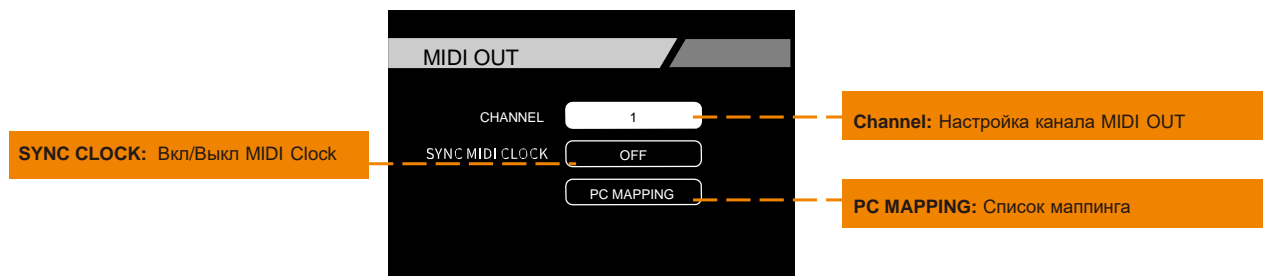 MIDI OUT
CHANNEL 1
Channel: Настройка канала MIDI OUT
SYNC CLOCK: Вкл/Выкл MIDI Clock
SYNC MIDI CLOCK OFF
PC MAPPING
PC MAPPING: Список маппинга